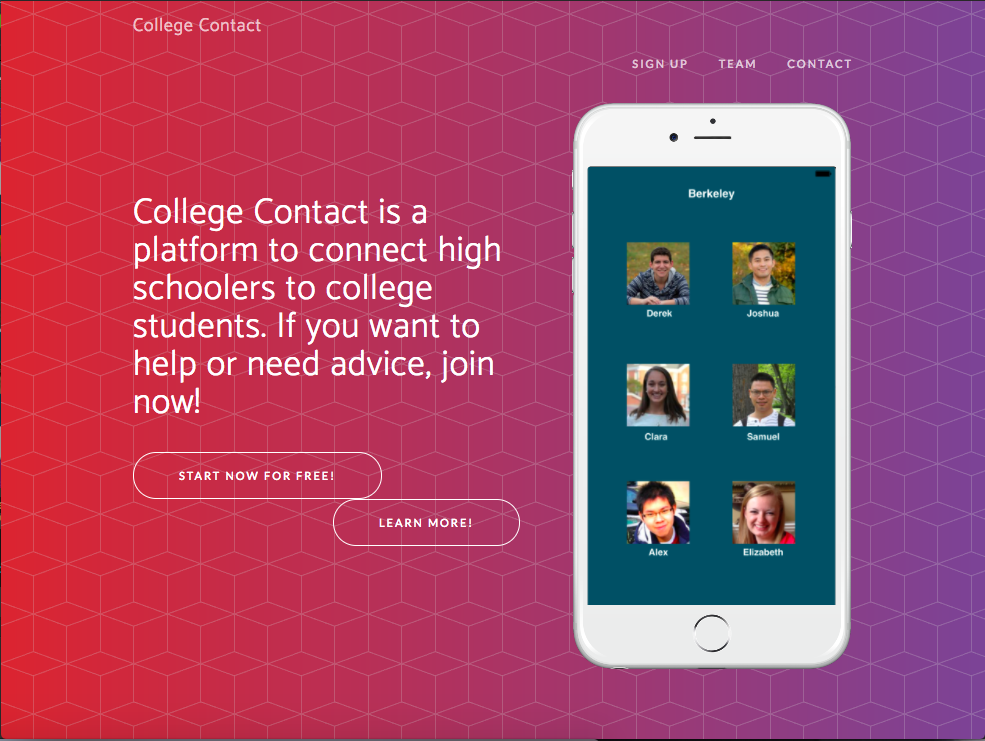 College Contact
SIGN UP TEAM CONTACT
College Contact is a
platform to connect high
schoolers to college
students. If you want to
help or need advice, join
now!
START NOW FOR FREE!
LEARN MORE!
Berkeley
Derek Joshua
Clara Samuel
Alex Elizabeth